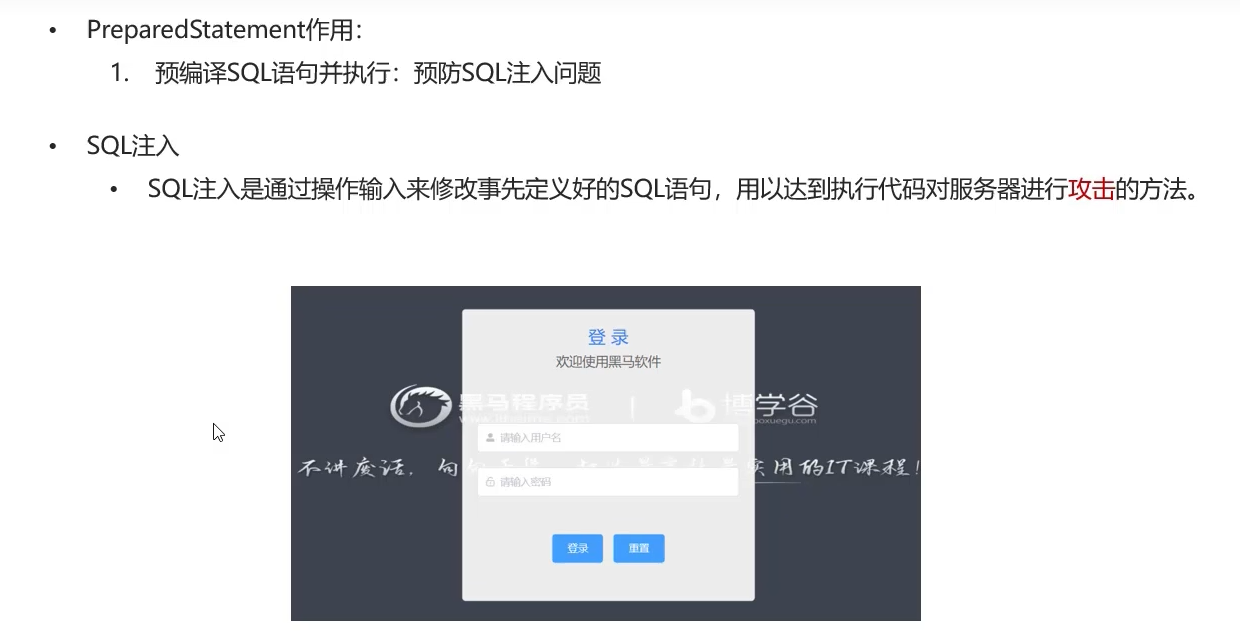 PreparedStatement作用：
1. 预编译SQL语句并执行：预防SQL注入问题
SQL注入
SQL注入是通过操作输入来修改事先定义好的SQL语句，用以达到执行代码对服务器进行攻击的方法。
登 录
欢迎使用黑马软件
黑马程序员 | 博学谷
boxuegu.com
请输入用户名
不讲废话，句句 实用的IT课程！
请输入密码
登录 重置